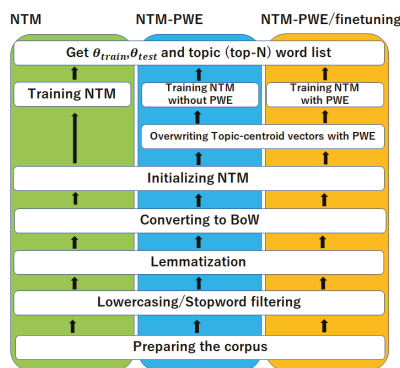 NTM NTM-PWE NTM-PWE/finetuning
Get θ_train,θ_test and topic (top-N) word list
Training NTM
Training NTM
without PWE
Training NTM
with PWE
Overwriting Topic-centroid vectors with PWE
Initializing NTM
Converting to BoW
Lemmatization
Lowercasing/Stopword filtering
Preparing the corpus